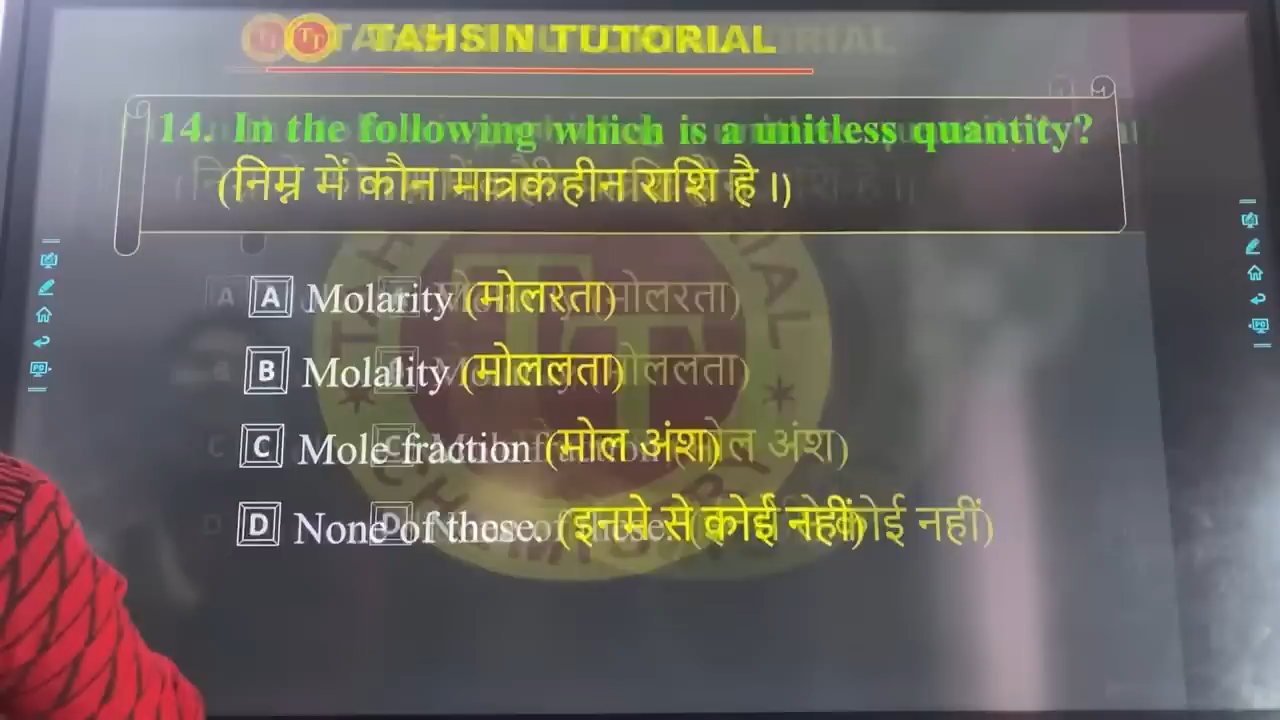 TAHSIN TUTORIAL
14. In the following which is a unitless quantity?
(निम्न में कौन मात्रकहीन राशि है।)
A Molarity (मोलरता)
B Molality (मोललता)
C Mole fraction (मोल अंश)
D None of these. (इनमे से कोई नहीं)